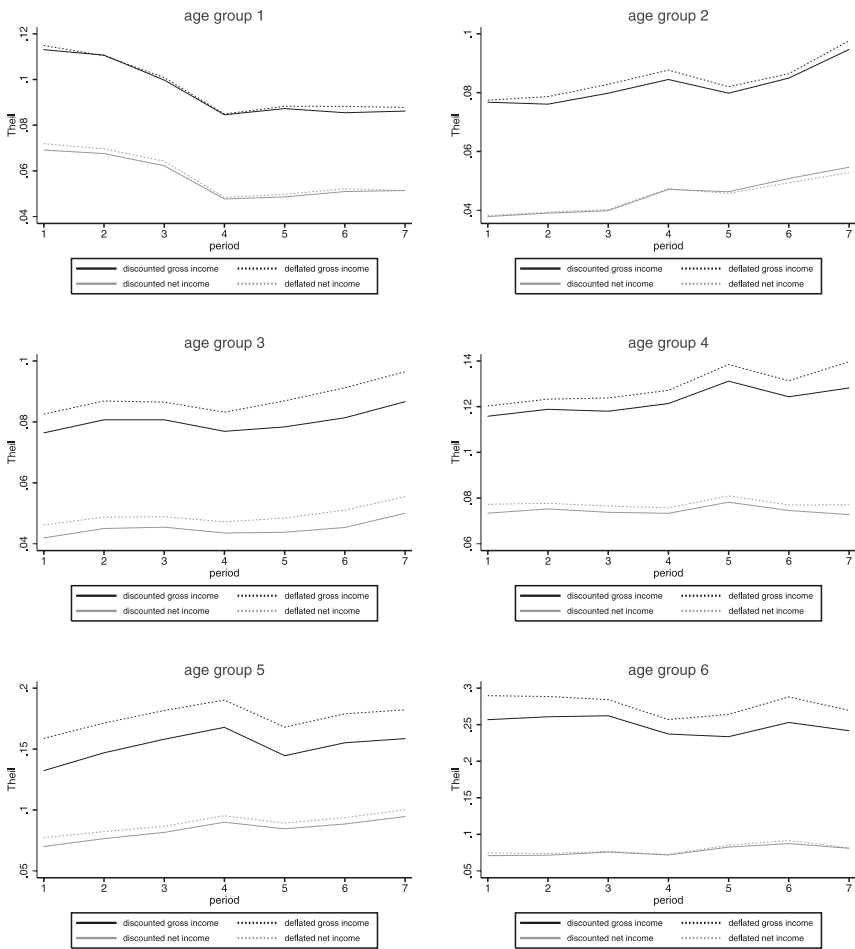 age group 1
Theil
.12
.1
.08
.06
.04
1 2 3 4 5 6 7
period
discounted gross income deflated gross income
discounted net income deflated net income
age group 2
Theil
.1
.08
.06
.04
1 2 3 4 5 6 7
period
discounted gross income deflated gross income
discounted net income deflated net income
age group 3
Theil
.1
.08
.06
.04
1 2 3 4 5 6 7
period
discounted gross income deflated gross income
discounted net income deflated net income
age group 4
Theil
.14
.12
.1
.08
.06
1 2 3 4 5 6 7
period
discounted gross income deflated gross income
discounted net income deflated net income
age group 5
Theil
.2
.15
.1
.05
1 2 3 4 5 6 7
period
discounted gross income deflated gross income
discounted net income deflated net income
age group 6
Theil
.3
.25
.2
.15
.1
.05
1 2 3 4 5 6 7
period
discounted gross income deflated gross income
discounted net income deflated net income